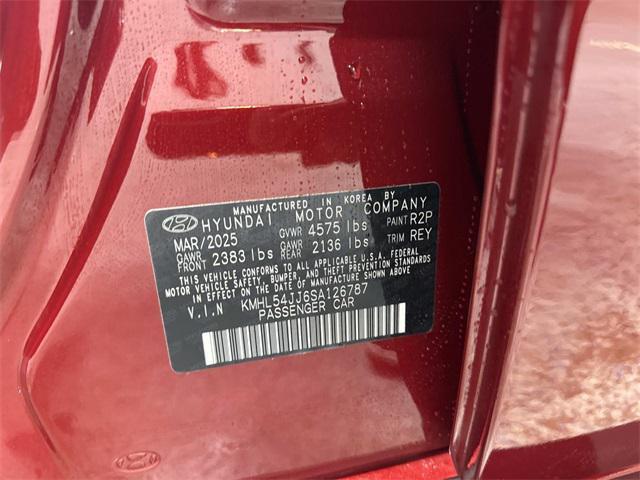 MANUFACTURED IN KOREA BY
HYUNDAI MOTOR COMPANY
MAR/2025 GVWR 4575 lbs PAINT R2P
GAWR FRONT 2383 lbs GAWR REAR 2136 lbs TRIM REY
THIS VEHICLE CONFORMS TO ALL APPLICABLE U.S.A. FEDERAL
MOTOR VEHICLE SAFETY, BUMPER, AND THEFT PREVENTION STANDARDS
IN EFFECT ON THE DATE OF MANUFACTURE SHOWN ABOVE.
V.I.N KMHL54JJ6SA126787
PASSENGER CAR